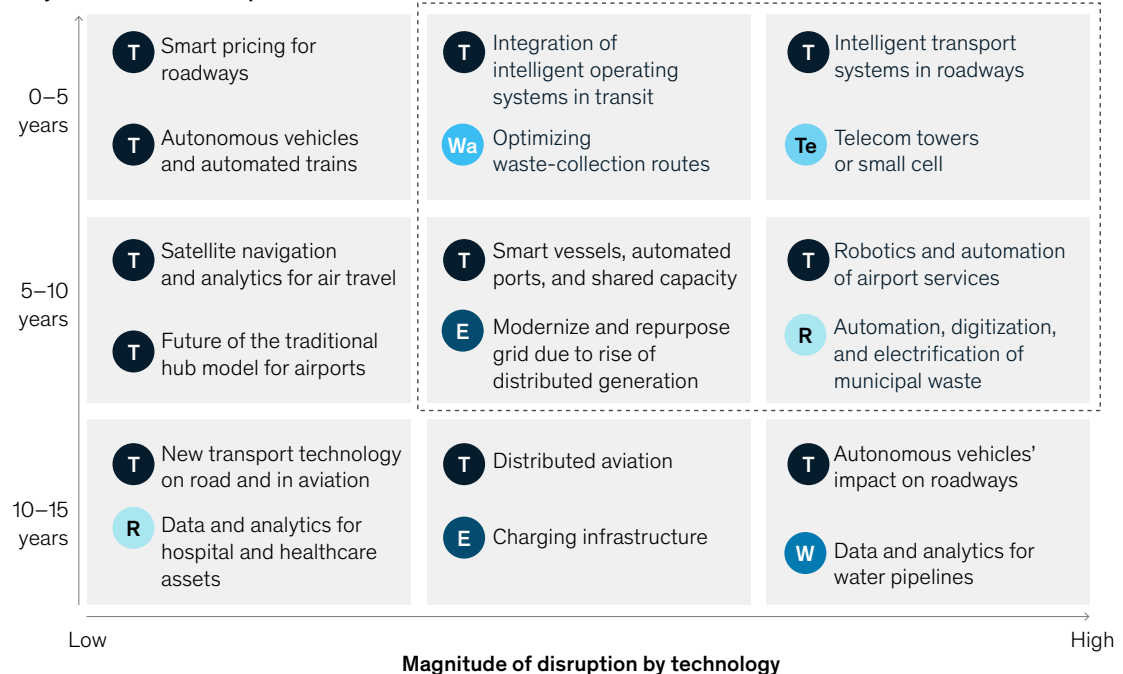 0–5
years
T Smart pricing for
roadways
T Autonomous vehicles
and automated trains
T Integration of
intelligent operating
systems in transit
Wa Optimizing
waste-collection routes
T Intelligent transport
systems in roadways
Te Telecom towers
or small cell
5–10
years
T Satellite navigation
and analytics for air travel
T Future of the traditional
hub model for airports
T Smart vessels, automated
ports, and shared capacity
E Modernize and repurpose
grid due to rise of
distributed generation
T Robotics and automation
of airport services
R Automation, digitization,
and electrification of
municipal waste
10–15
years
T New transport technology
on road and in aviation
R Data and analytics for
hospital and healthcare
assets
T Distributed aviation
E Charging infrastructure
T Autonomous vehicles’
impact on roadways
W Data and analytics for
water pipelines
Low
High
Magnitude of disruption by technology